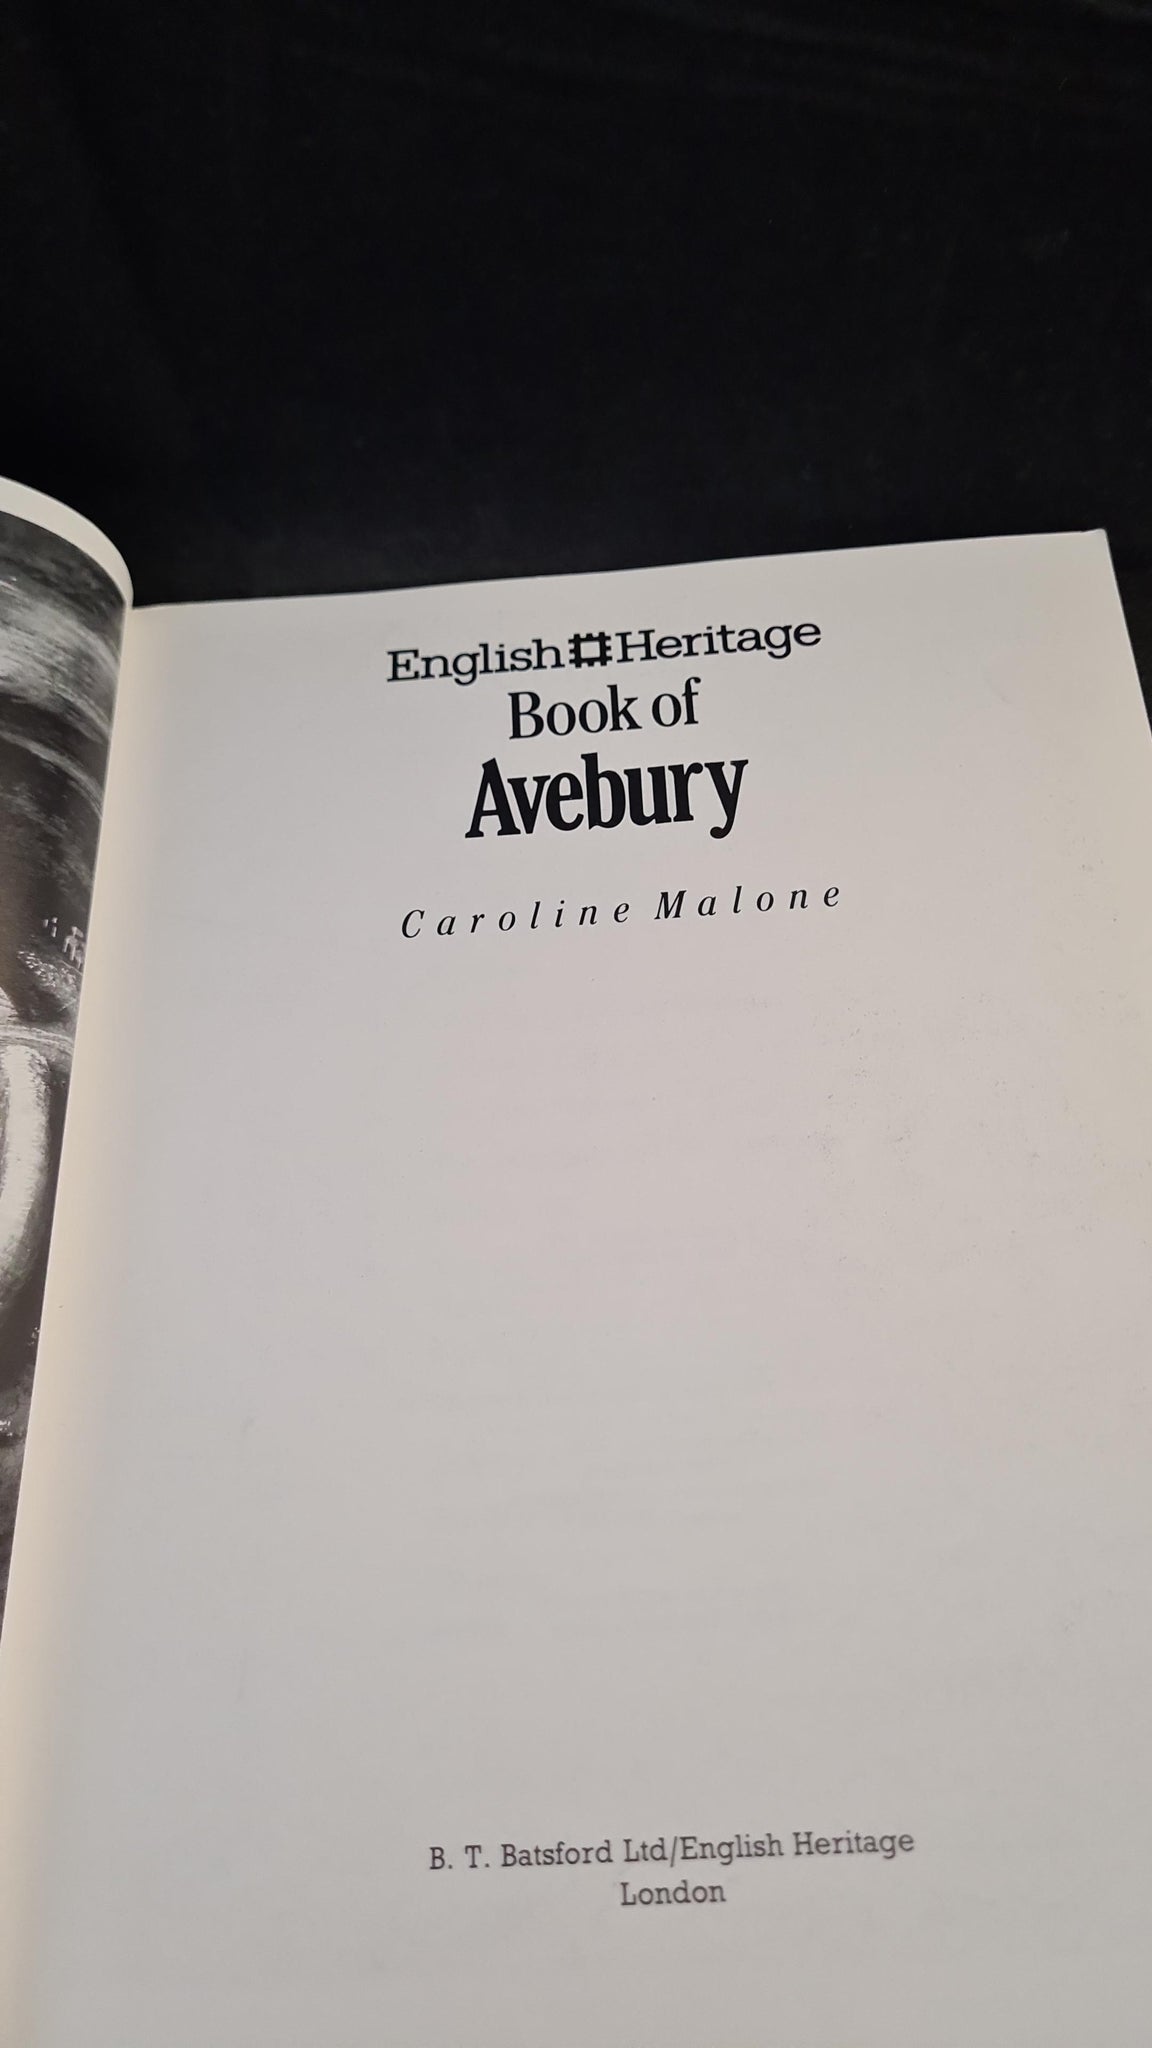 English Heritage
Book of
Avebury
Caroline Malone
B. T. Batsford Ltd/English Heritage
London